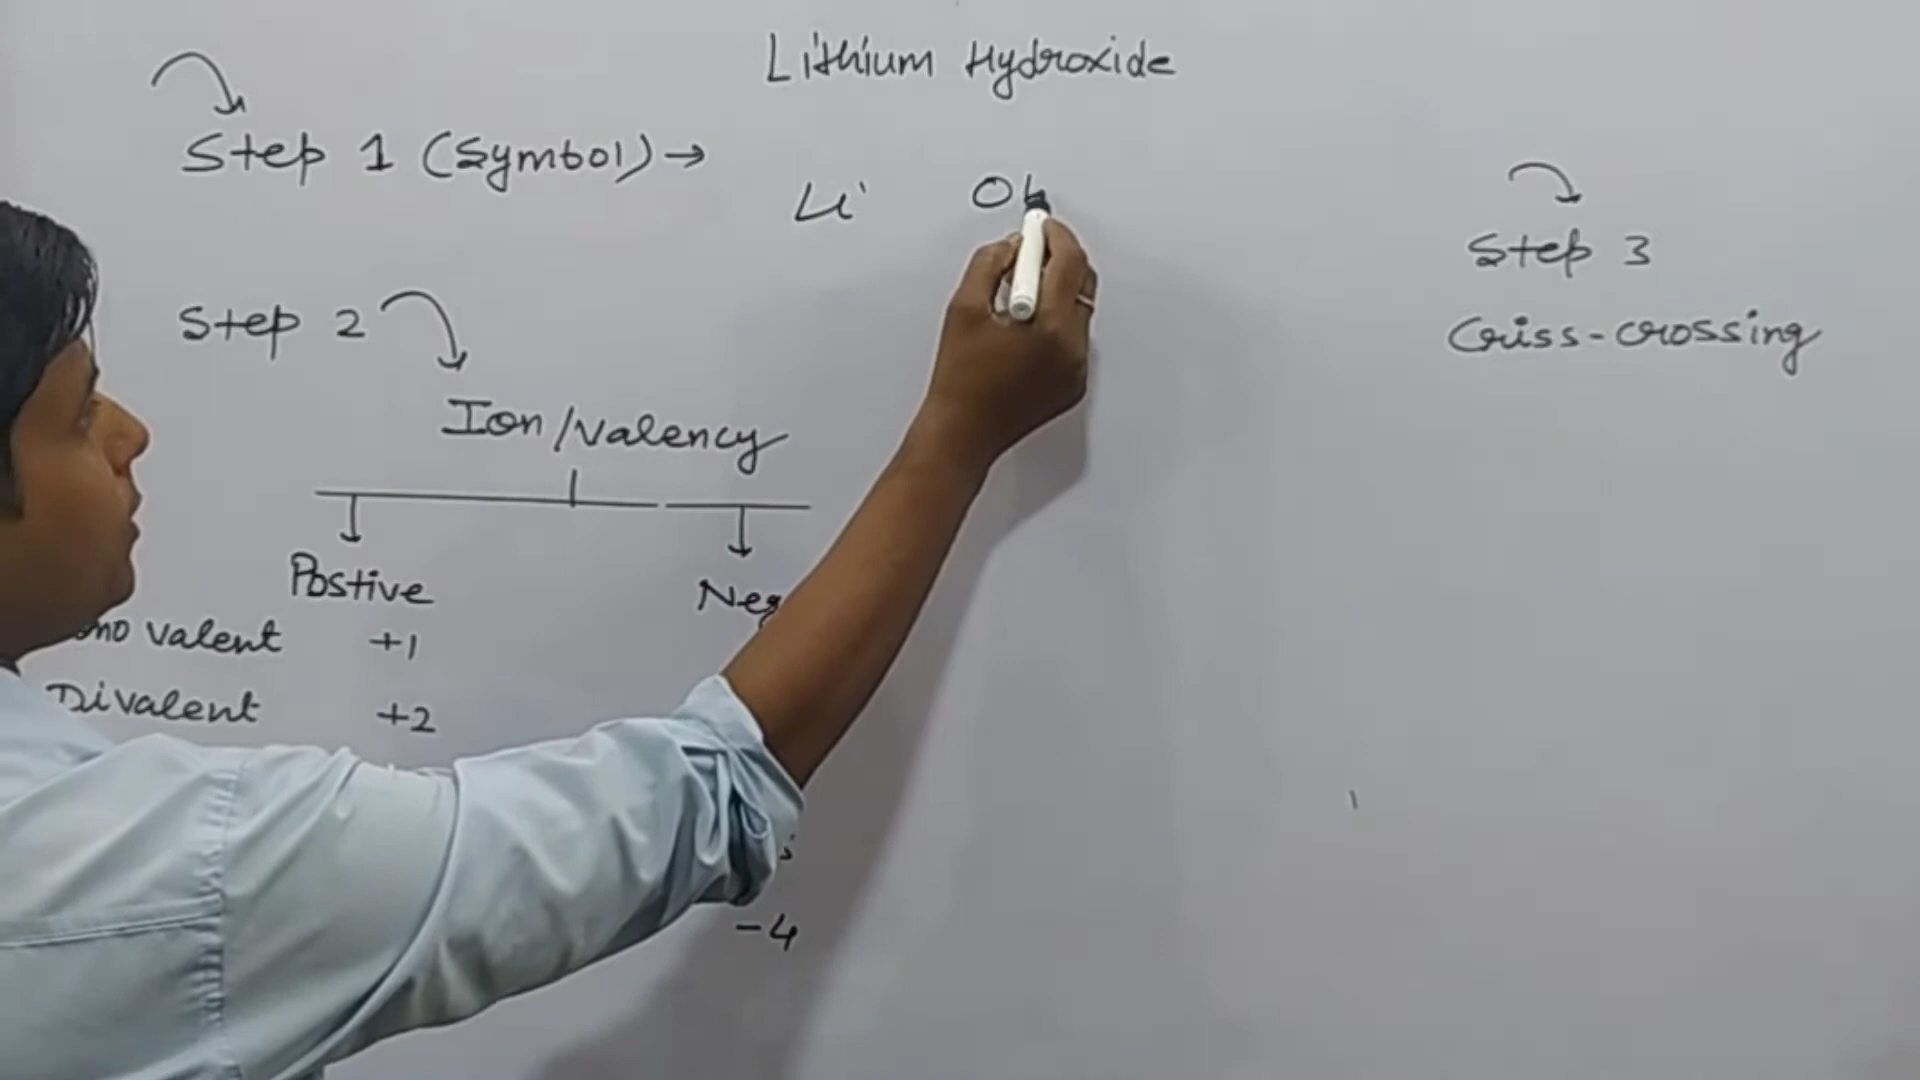 Lithium Hydroxide
Step 1 (Symbol) →
Li OH
Step 2
Ion/valency
Postive
valent +1
Divalent +2
-4
Step 3
Criss-crossing